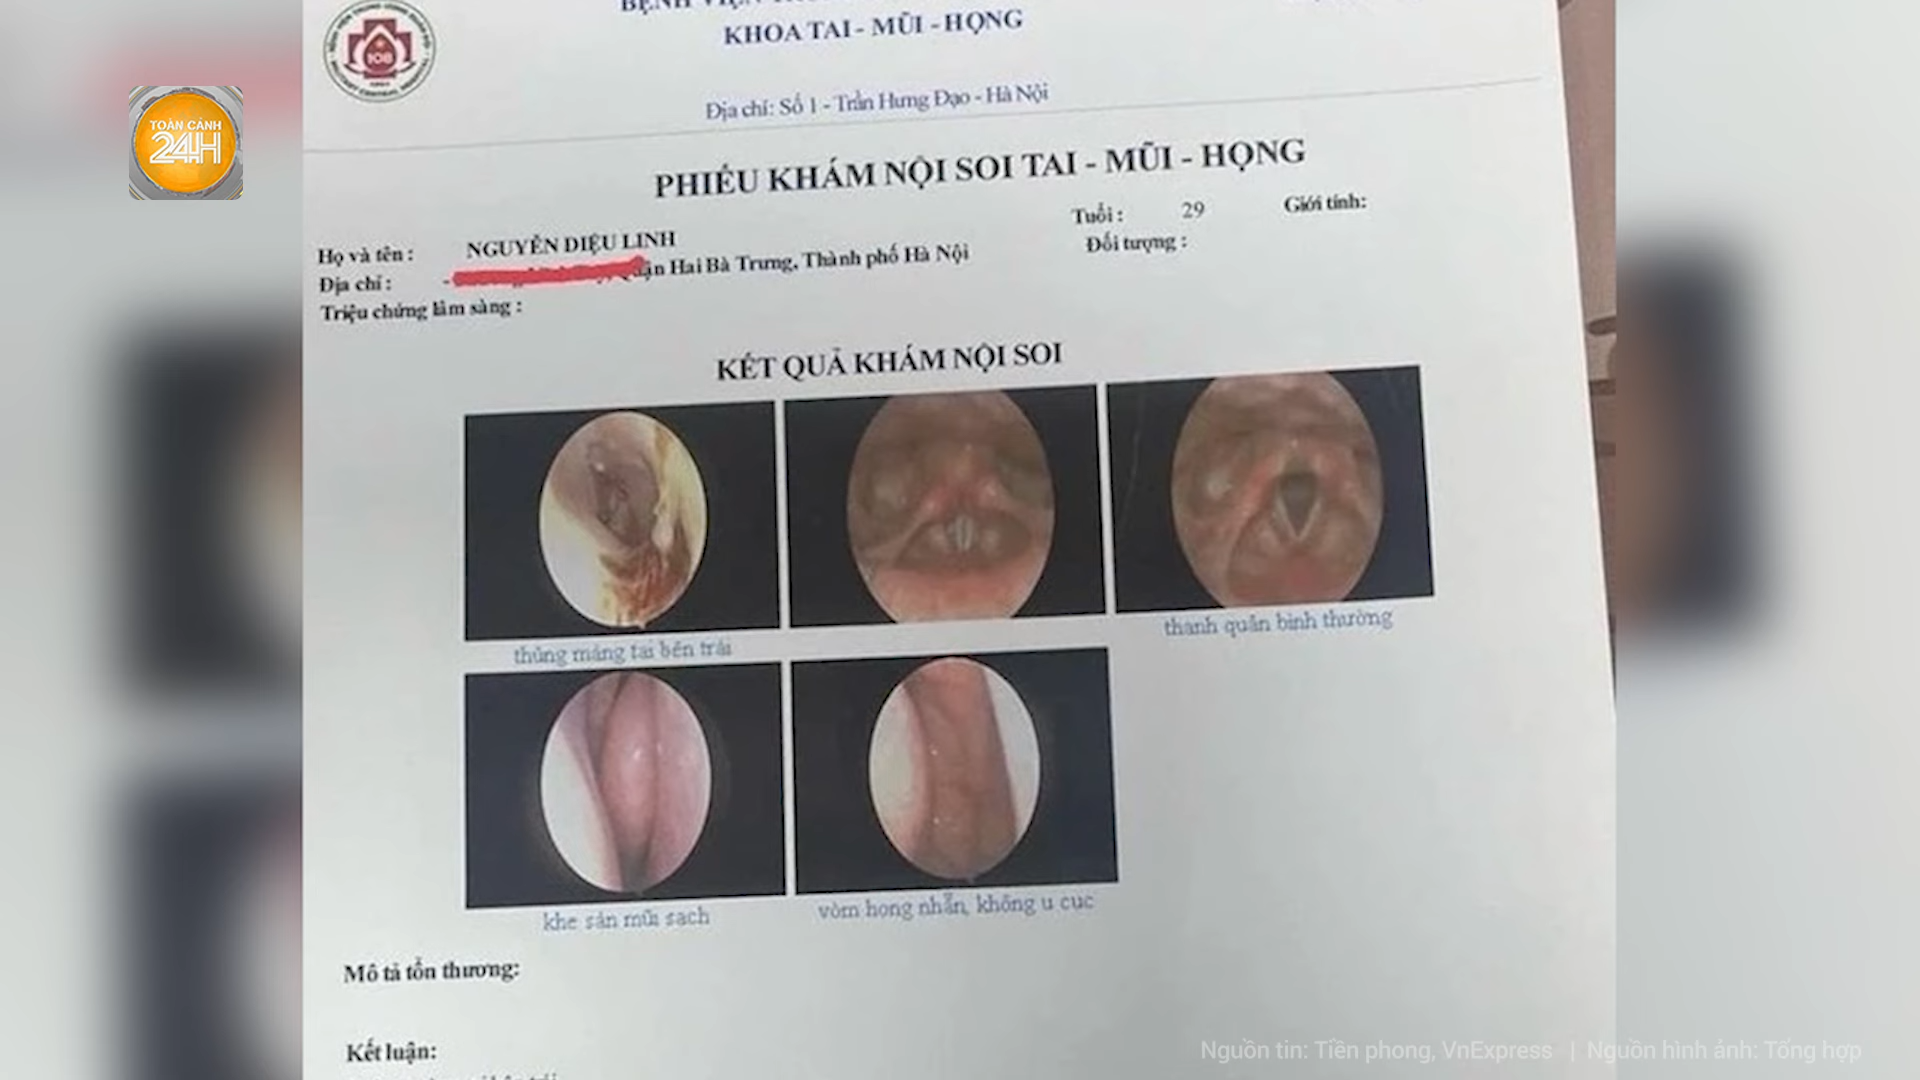 BỆNH VIỆN
KHOA TAI - MŨI - HỌNG
Địa chỉ: Số 1 - Trần Hưng Đạo - Hà Nội
108
TOÀN CẢNH
24H
PHIẾU KHÁM NỘI SOI TAI - MŨI - HỌNG
Họ và tên : NGUYỄN DIỆU LINH Tuổi : 29 Giới tính:
Địa chỉ : - Quận Hai Bà Trưng, Thành phố Hà Nội Đối tượng :
Triệu chứng lâm sàng :
KẾT QUẢ KHÁM NỘI SOI
thủng màng tai bên trái
thanh quản bình thường
khe sàn mũi sạch
vòm họng nhẵn, không u cục
Mô tả tổn thương:
Kết luận:
Nguồn tin: Tiền phong, VnExpress | Nguồn hình ảnh: Tổng hợp